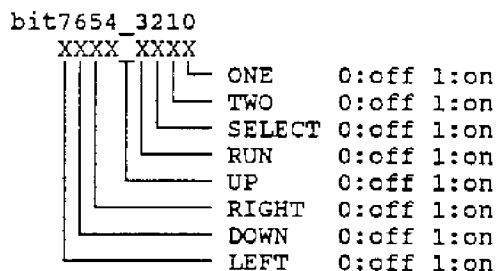 bit7654_3210
XXXX_XXXX
ONE 0:off 1:on
TWO 0:off 1:on
SELECT 0:off 1:on
RUN 0:off 1:on
UP 0:off 1:on
RIGHT 0:off 1:on
DOWN 0:off 1:on
LEFT 0:off 1:on